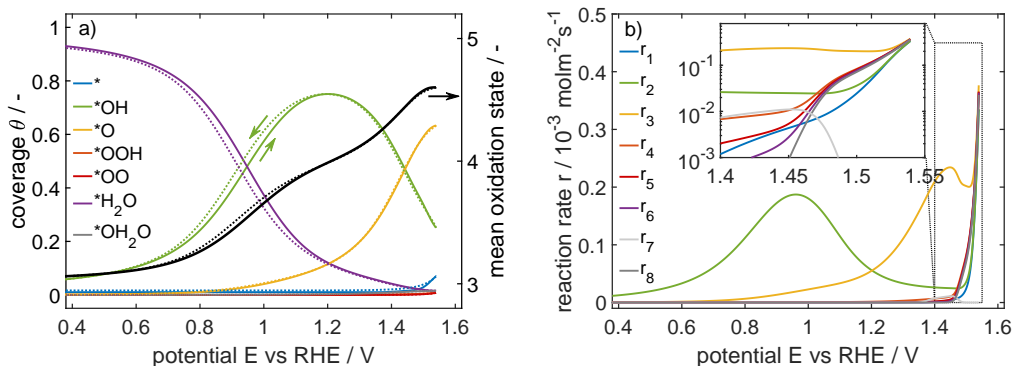 a)
coverage θ / -
1
0.8
0.6
0.4
0.2
0
*
*OH
*O
*OOH
*OO
*H₂O
*OH₂O
5
4
3
mean oxidation state / -
0.4 0.6 0.8 1 1.2 1.4 1.6
potential E vs RHE / V
b)
reaction rate r / 10⁻³ molm⁻²s⁻¹
0.5
0.4
0.3
0.2
0.1
0
r₁
r₂
r₃
r₄
r₅
r₆
r₇
r₈
10⁻¹
10⁻²
10⁻³
1.4 1.45 1.5 1.55
0.4 0.6 0.8 1 1.2 1.4 1.6
potential E vs RHE / V